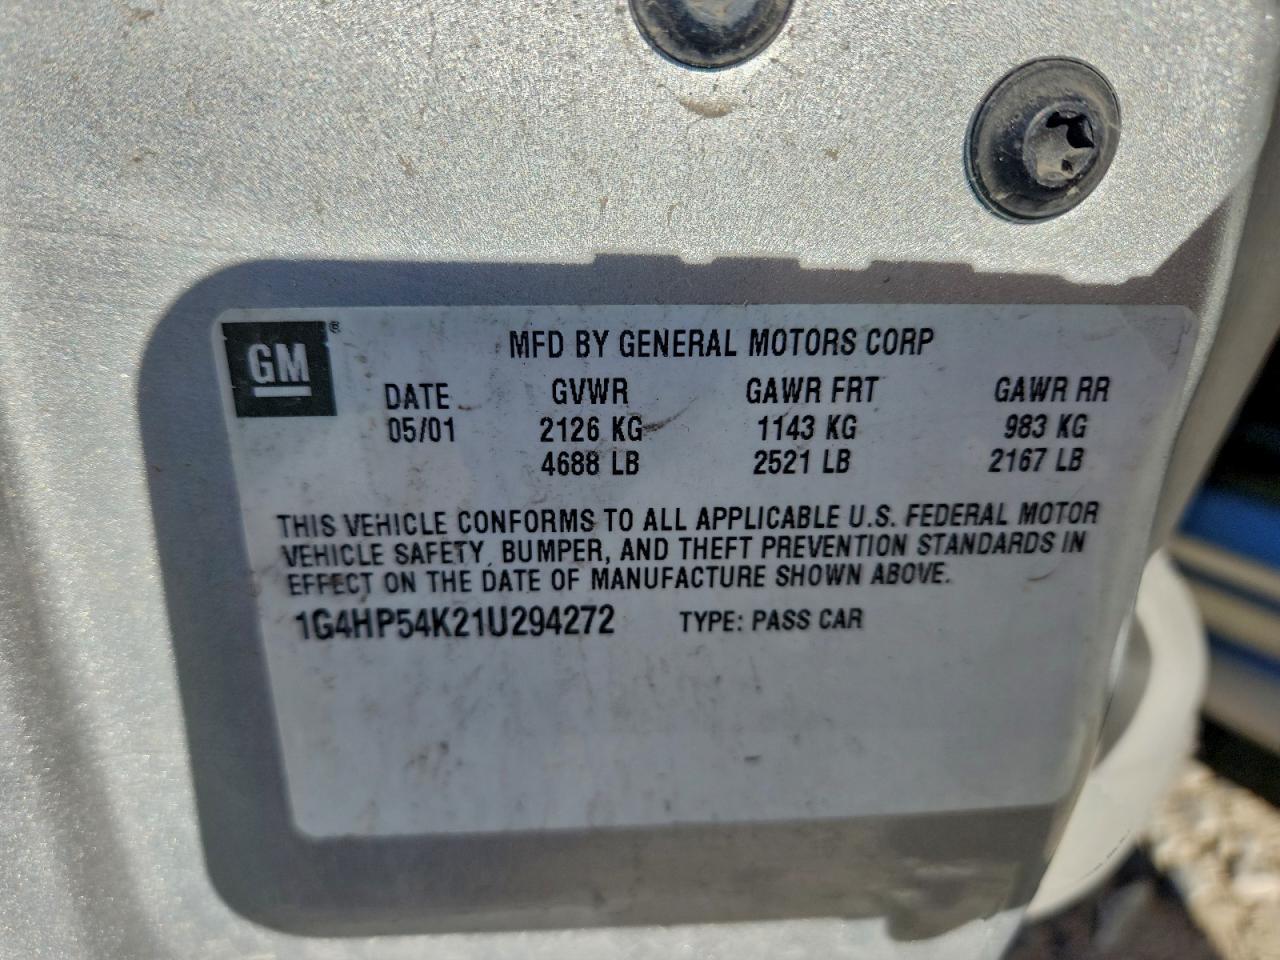 GM ®
MFD BY GENERAL MOTORS CORP
DATE GVWR GAWR FRT GAWR RR
05/01 2126 KG 1143 KG 983 KG
4688 LB 2521 LB 2167 LB
THIS VEHICLE CONFORMS TO ALL APPLICABLE U.S. FEDERAL MOTOR
VEHICLE SAFETY, BUMPER, AND THEFT PREVENTION STANDARDS IN
EFFECT ON THE DATE OF MANUFACTURE SHOWN ABOVE.
1G4HP54K21U294272 TYPE: PASS CAR